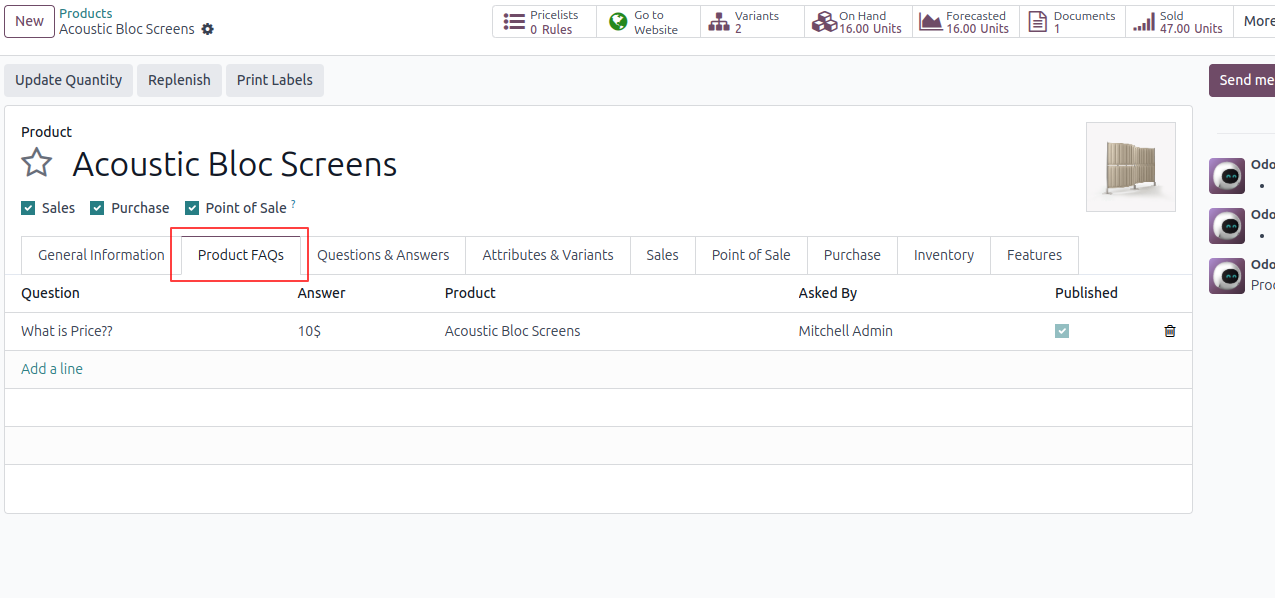 New
Products
Acoustic Bloc Screens
Pricelists
0 Rules
Go to
Website
Variants
2
On Hand
16.00 Units
Forecasted
16.00 Units
Documents
1
Sold
47.00 Units
More
Update Quantity Replenish Print Labels
Send me
Product
Acoustic Bloc Screens
Sales Purchase Point of Sale ?
General Information Product FAQs Questions & Answers Attributes & Variants Sales Point of Sale Purchase Inventory Features
Question Answer Product Asked By Published
What is Price?? 10$ Acoustic Bloc Screens Mitchell Admin
Add a line
Odo
Odo
Odo
Prod